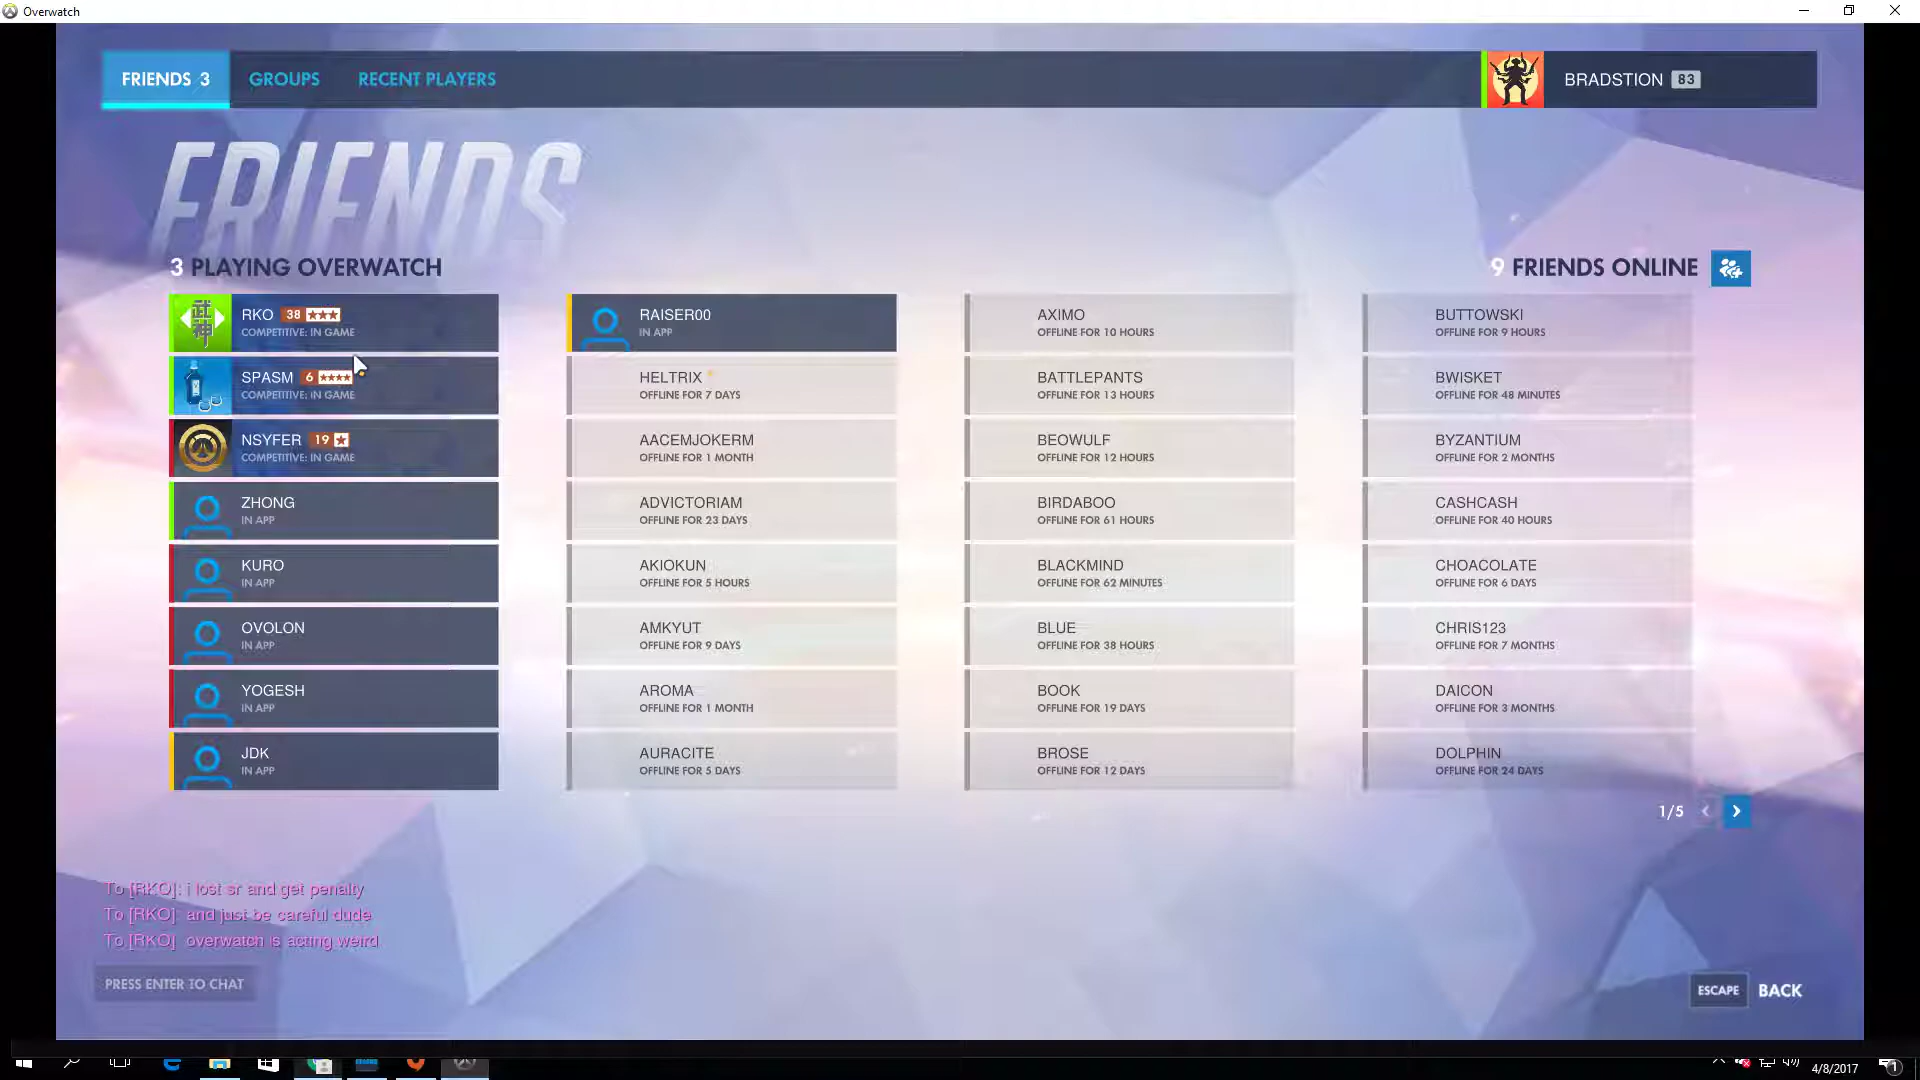 Overwatch
FRIENDS 3
GROUPS
RECENT PLAYERS
BRADSTION 83
FRIENDS
3 PLAYING OVERWATCH
9 FRIENDS ONLINE
RKO 38 ★★★
COMPETITIVE: IN GAME
SPASM 6 ★★★★
COMPETITIVE: IN GAME
NSYFER 19 ★
COMPETITIVE: IN GAME
ZHONG
IN APP
KURO
IN APP
OVOLON
IN APP
YOGESH
IN APP
JDK
IN APP
RAISER00
IN APP
HELTRIX
OFFLINE FOR 7 DAYS
AACEMJOKERM
OFFLINE FOR 1 MONTH
ADVICTORIAM
OFFLINE FOR 23 DAYS
AKIOKUN
OFFLINE FOR 5 HOURS
AMKYUT
OFFLINE FOR 9 DAYS
AROMA
OFFLINE FOR 1 MONTH
AURACITE
OFFLINE FOR 5 DAYS
AXIMO
OFFLINE FOR 10 HOURS
BATTLEPANTS
OFFLINE FOR 13 HOURS
BEOWULF
OFFLINE FOR 12 HOURS
BIRDABOO
OFFLINE FOR 61 HOURS
BLACKMIND
OFFLINE FOR 62 MINUTES
BLUE
OFFLINE FOR 38 HOURS
BOOK
OFFLINE FOR 19 DAYS
BROSE
OFFLINE FOR 12 DAYS
BUTTOWSKI
OFFLINE FOR 9 HOURS
BWISKET
OFFLINE FOR 48 MINUTES
BYZANTIUM
OFFLINE FOR 2 MONTHS
CASHCASH
OFFLINE FOR 40 HOURS
CHOACOLATE
OFFLINE FOR 6 DAYS
CHRIS123
OFFLINE FOR 7 MONTHS
DAICON
OFFLINE FOR 3 MONTHS
DOLPHIN
OFFLINE FOR 24 DAYS
1/5
To [RKO]: i lost sr and get penalty
To [RKO]: and just be careful dude
To [RKO]: overwatch is acting weird
PRESS ENTER TO CHAT
ESCAPE BACK
4/8/2017
1
武神